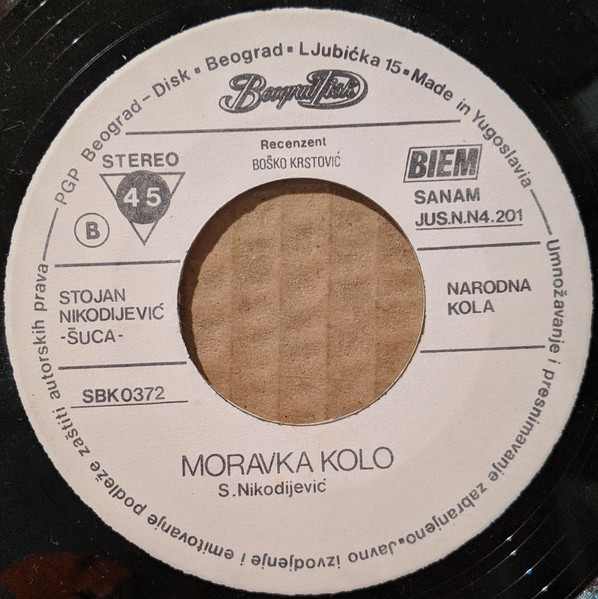 PGP Beograd-Disk ▪ Beograd ▪ LJubićka 15 ▪ Made in Yugoslavia
Beograd Disk
Recenzent
BOŠKO KRSTOVIĆ
STEREO
45
B
BIEM
SANAM
JUS.N.N4.201
STOJAN
NIKODIJEVIĆ
-ŠUCA-
NARODNA
KOLA
SBK0372
MORAVKA KOLO
S.Nikodijević
Umnožavanje i presnimavanje zabranjeno. Javno izvodjenje i emitovanje podleže zaštiti autorskih prava